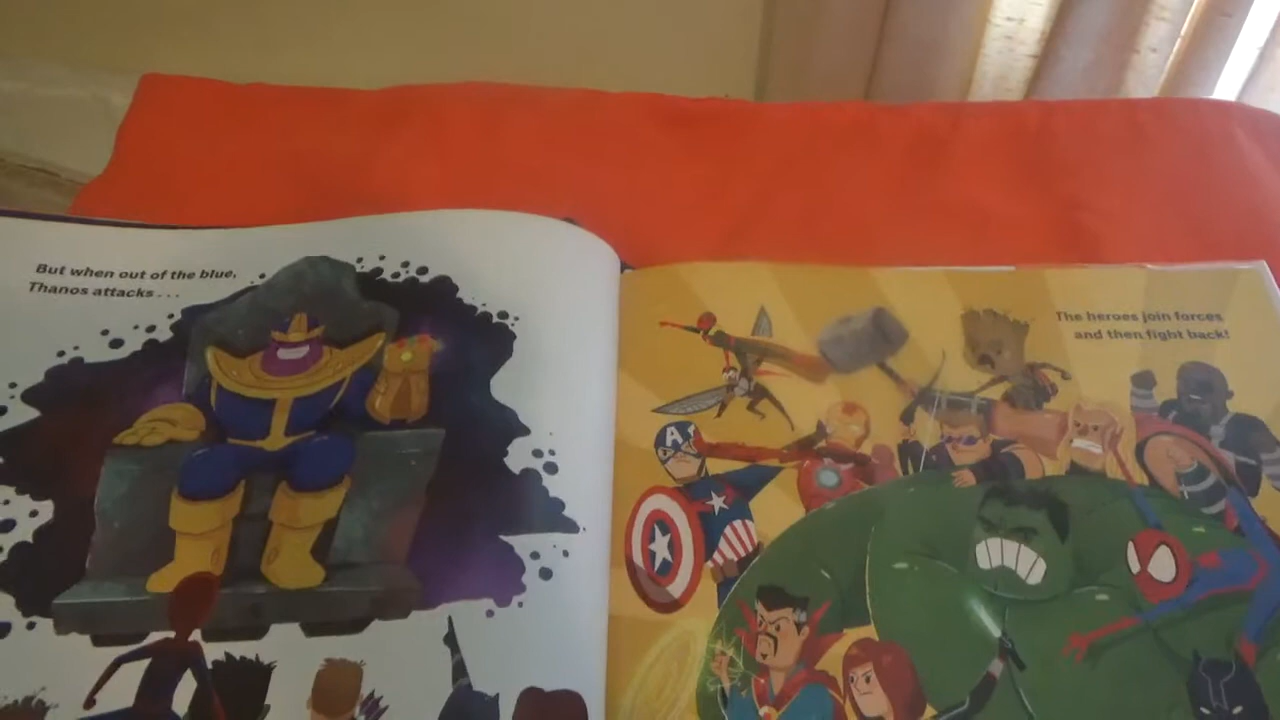 But when out of the blue,
Thanos attacks . . .
The heroes join forces
and then fight back!
A